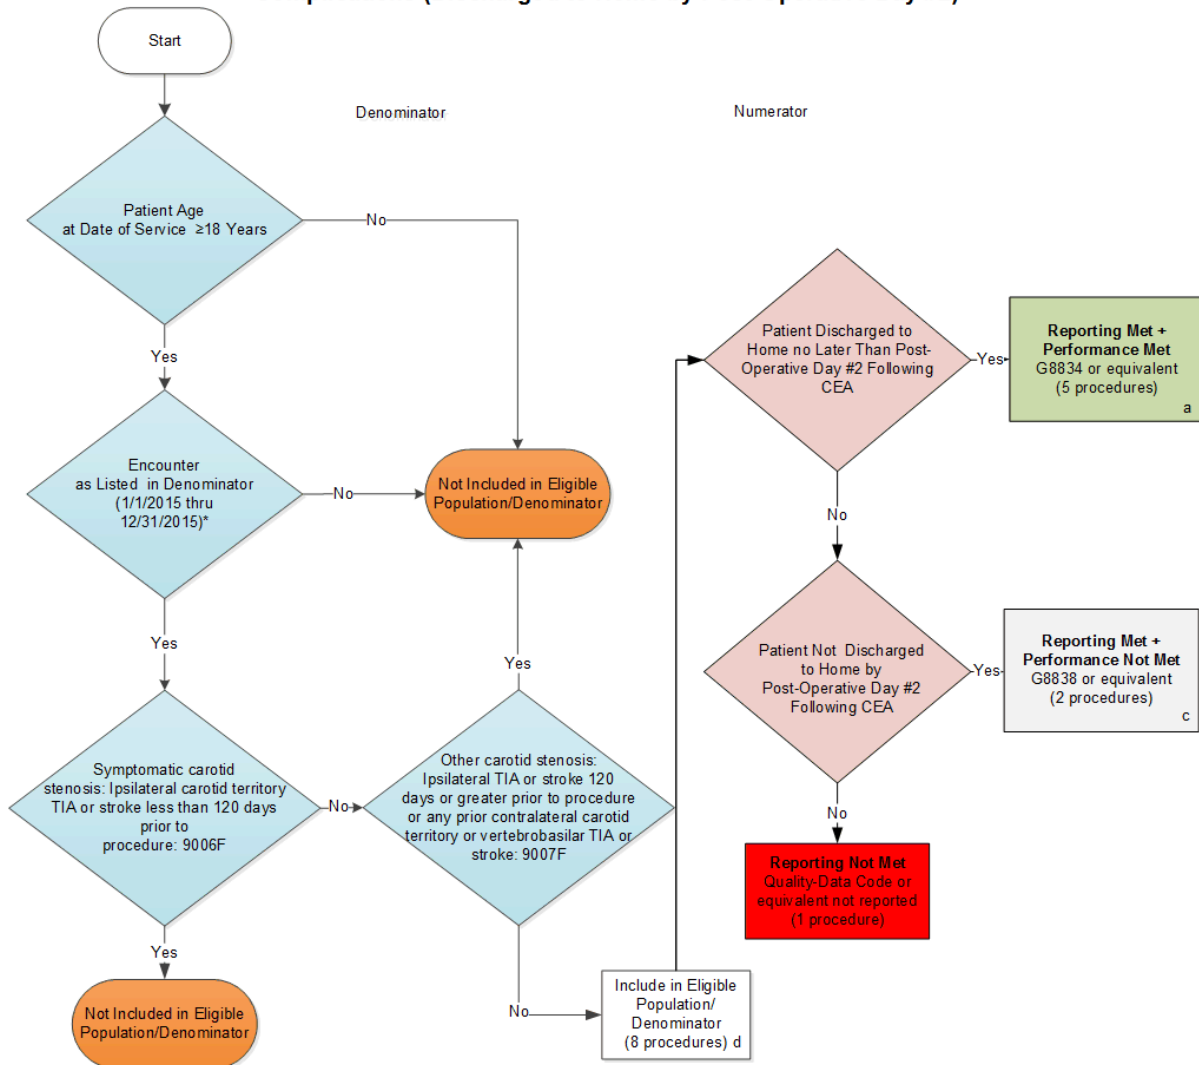 Start
Denominator
Numerator
Patient Age
at Date of Service ≥18 Years
No
Yes
Encounter
as Listed in Denominator
(1/1/2015 thru
12/31/2015)*
No
Not Included in Eligible
Population/Denominator
Yes
Yes
Symptomatic carotid
stenosis: Ipsilateral carotid territory
TIA or stroke less than 120 days
prior to
procedure: 9006F
No
Other carotid stenosis:
Ipsilateral TIA or stroke 120
days or greater prior to procedure
or any prior contralateral carotid
territory or vertebrobasilar TIA or
stroke: 9007F
Yes
Not Included in Eligible
Population/Denominator
No
Include in Eligible
Population/
Denominator
(8 procedures) d
Patient Discharged to
Home no Later Than Post-
Operative Day #2 Following
CEA
Yes
Reporting Met +
Performance Met
G8834 or equivalent
(5 procedures)
a
No
Patient Not Discharged
to Home by
Post-Operative Day #2
Following CEA
Yes
Reporting Met +
Performance Not Met
G8838 or equivalent
(2 procedures)
c
No
Reporting Not Met
Quality-Data Code or
equivalent not reported
(1 procedure)